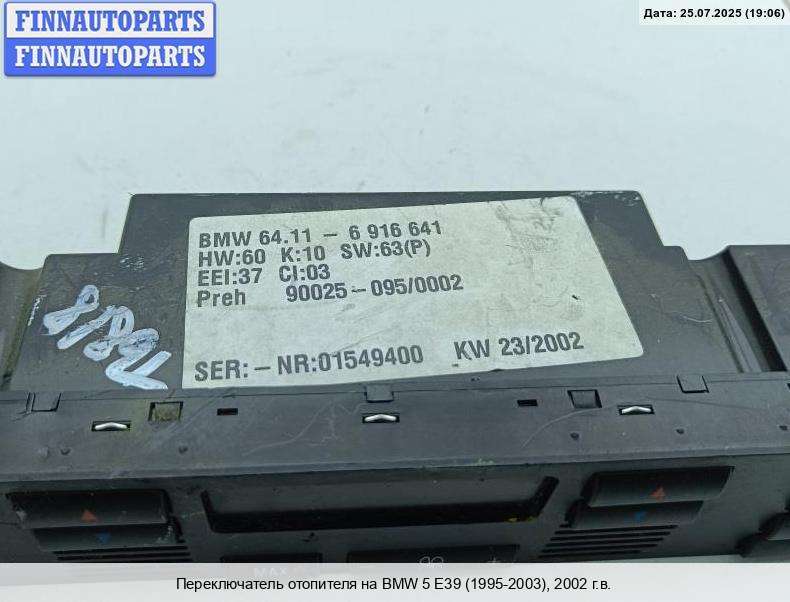 FINNAUTOPARTS
FINNAUTOPARTS
Дата: 25.07.2025 (19:06)
BMW 64.11 - 6 916 641
HW:60 K:10 SW:63(P)
EEI:37 CI:03
Preh 90025-095/0002
SER:-NR:01549400 KW 23/2002
MAX
Переключатель отопителя на BMW 5 E39 (1995-2003), 2002 г.в.